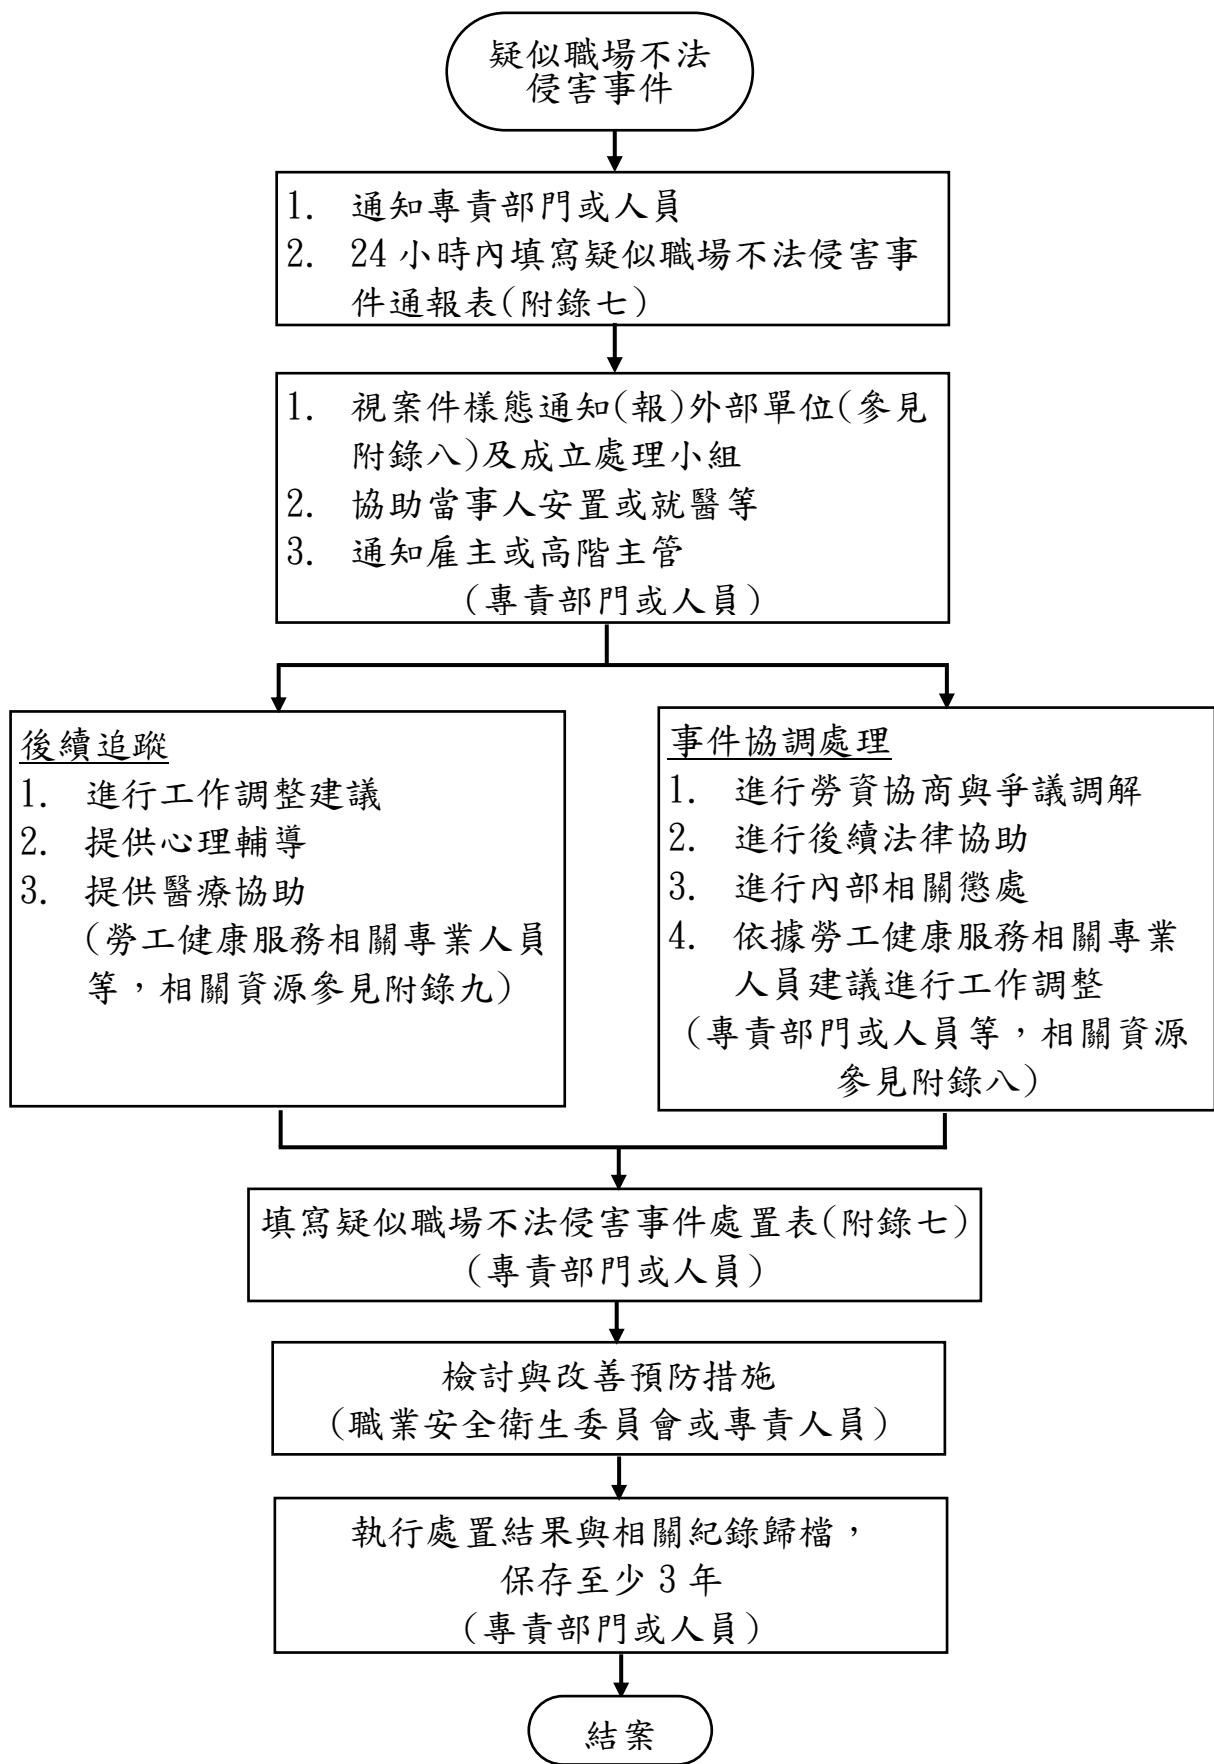 疑似職場不法
侵害事件
1. 通知專責部門或人員
2. 24 小時內填寫疑似職場不法侵害事
件通報表(附錄七)
1. 視案件樣態通知(報)外部單位(參見
附錄八)及成立處理小組
2. 協助當事人安置或就醫等
3. 通知雇主或高階主管
(專責部門或人員)
後續追蹤
1. 進行工作調整建議
2. 提供心理輔導
3. 提供醫療協助
(勞工健康服務相關專業人員
等，相關資源參見附錄九)
事件協調處理
1. 進行勞資協商與爭議調解
2. 進行後續法律協助
3. 進行內部相關懲處
4. 依據勞工健康服務相關專業
人員建議進行工作調整
(專責部門或人員等，相關資源
參見附錄八)
填寫疑似職場不法侵害事件處置表(附錄七)
(專責部門或人員)
檢討與改善預防措施
(職業安全衛生委員會或專責人員)
執行處置結果與相關紀錄歸檔，
保存至少 3 年
(專責部門或人員)
結案